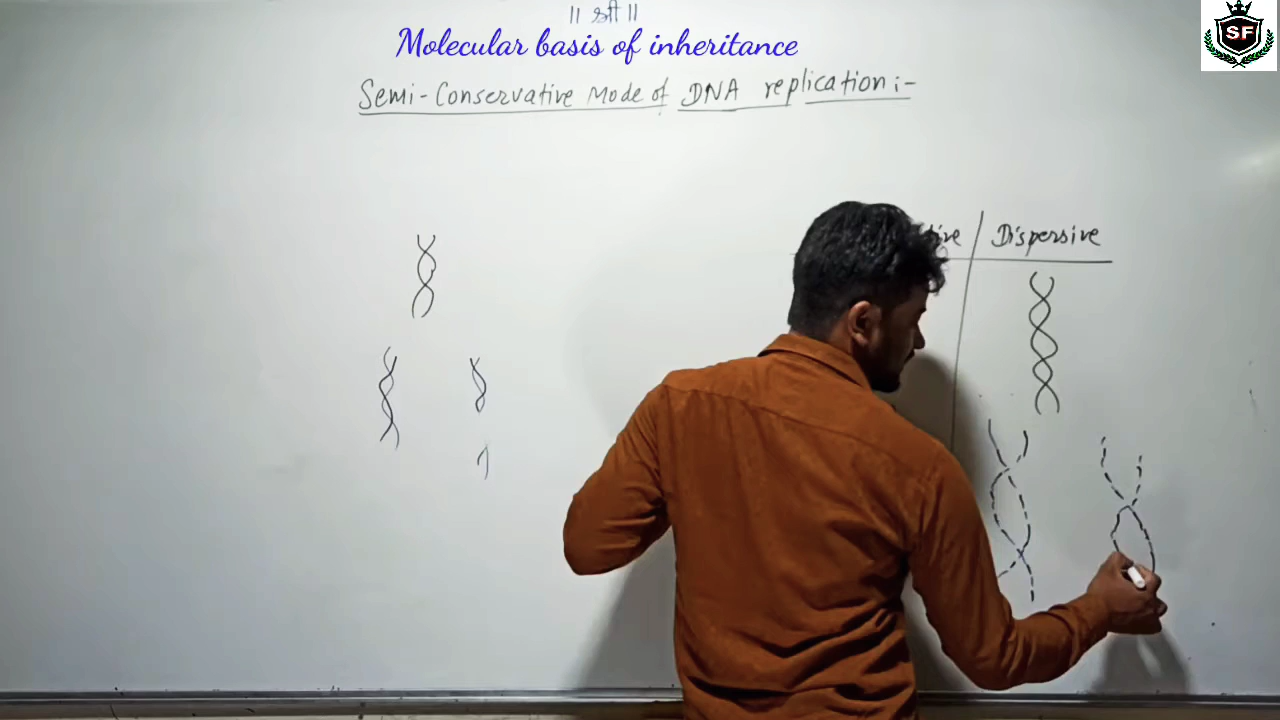 ॥ श्री ॥
Molecular basis of inheritance
SF
Semi-Conservative Mode of DNA replication :-
Dispersive